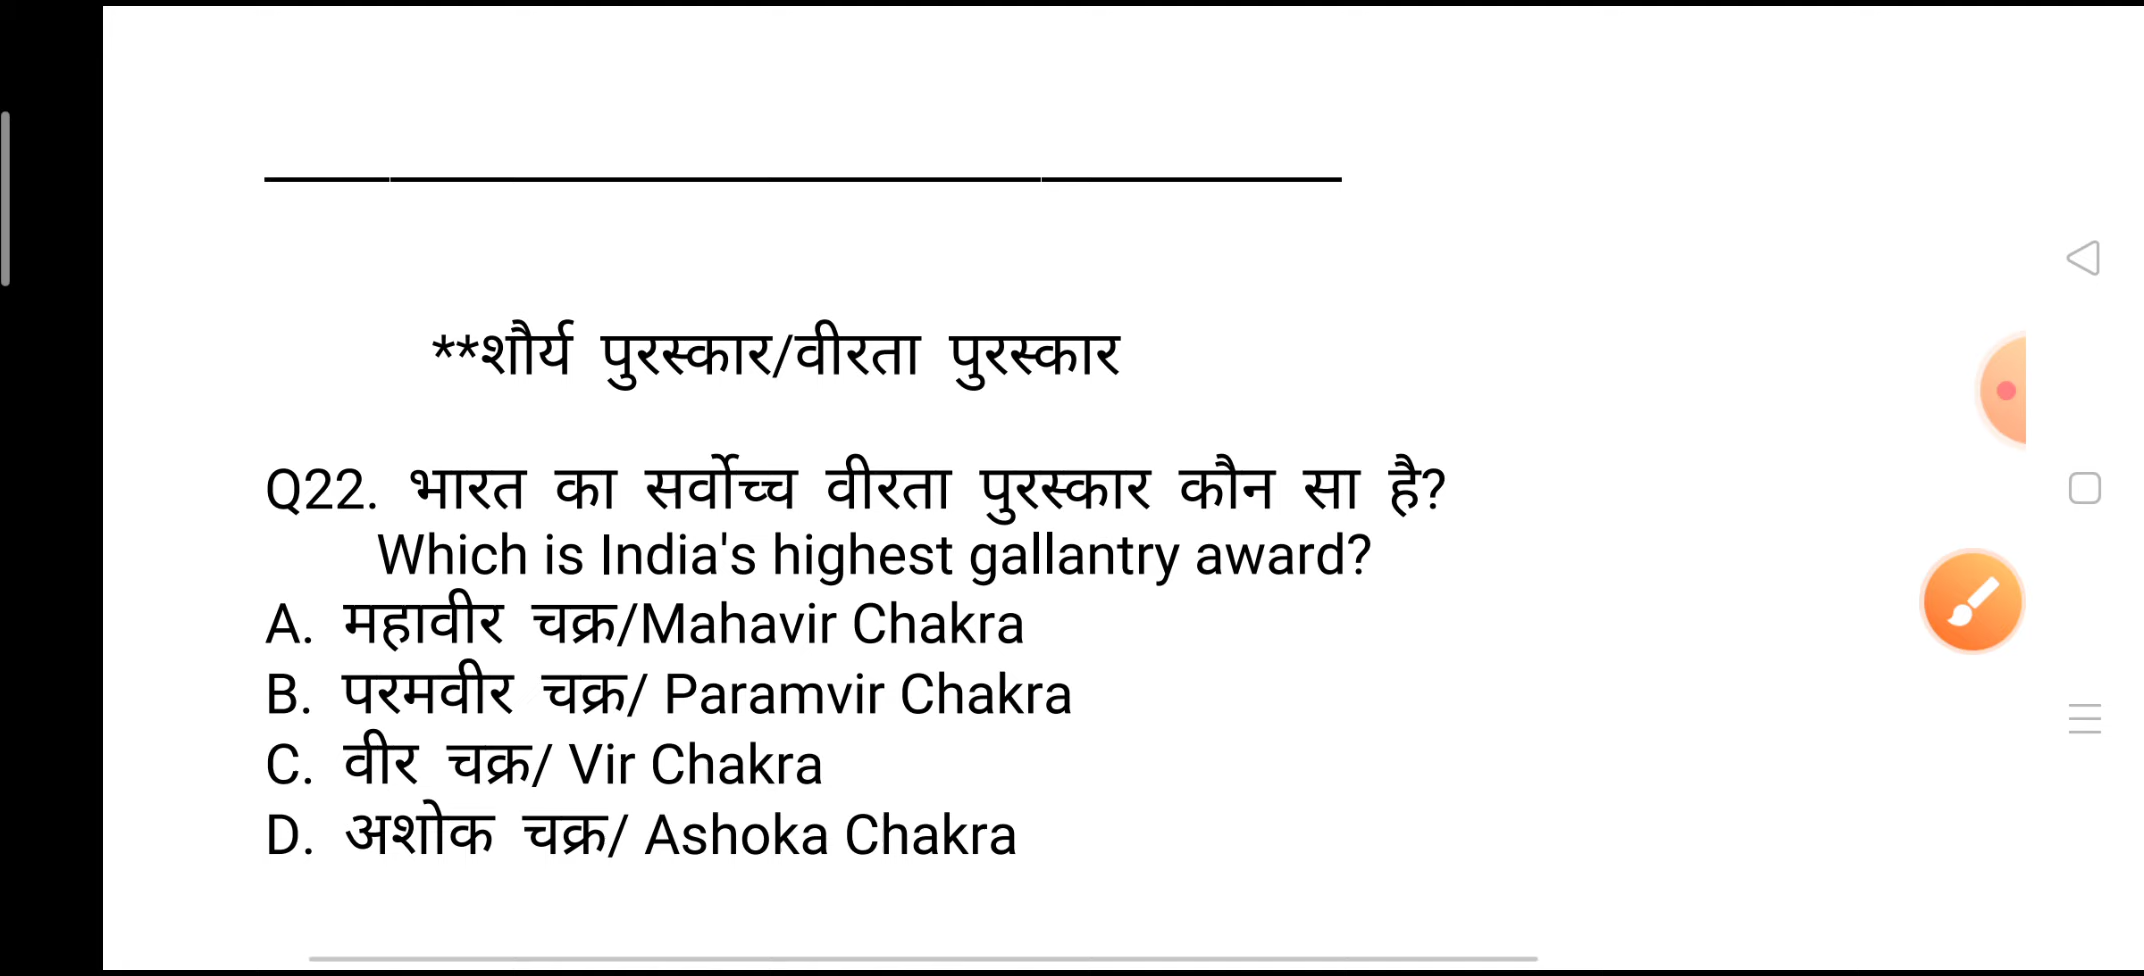 **शौर्य पुरस्कार/वीरता पुरस्कार
Q22. भारत का सर्वोच्च वीरता पुरस्कार कौन सा है?
Which is India's highest gallantry award?
A. महावीर चक्र/Mahavir Chakra
B. परमवीर चक्र/ Paramvir Chakra
C. वीर चक्र/ Vir Chakra
D. अशोक चक्र/ Ashoka Chakra